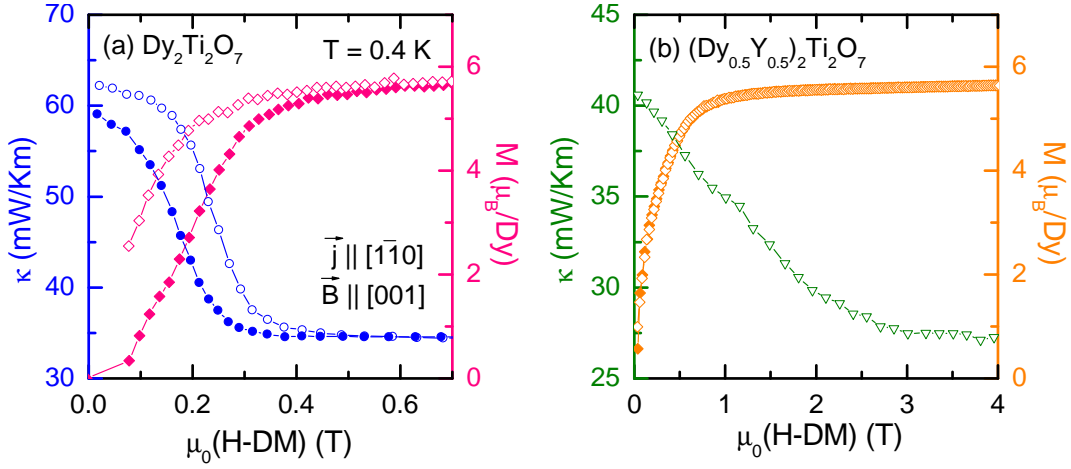 (a) Dy₂Ti₂O₇
T = 0.4 K
κ (mW/Km)
70
60
50
40
30
M (μ_B/Dy)
6
4
2
0
j || [11̄0]
B || [001]
0.0 0.2 0.4 0.6
μ₀(H-DM) (T)
(b) (Dy₀.₅Y₀.₅)₂Ti₂O₇
κ (mW/Km)
45
40
35
30
25
M (μ_B/Dy)
6
4
2
0
0 1 2 3 4
μ₀(H-DM) (T)